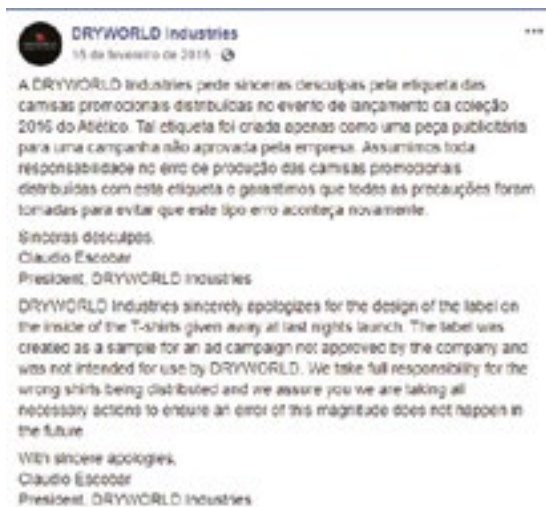 DRYWORLD Industries
15 de fevereiro de 2016
A DRYWORLD Industries pede sinceras desculpas pela etiqueta das
camisas promocionais distribuídas no evento de lançamento da coleção
2016 do Atlético. Tal etiqueta foi criada apenas como uma peça publicitária
para uma campanha não aprovada pela empresa. Assumimos toda
responsabilidade no erro de produção das camisas promocionais
distribuídas com esta etiqueta e garantimos que todas as precauções foram
tomadas para evitar que este tipo erro aconteça novamente.
Sinceras desculpas,
Claudio Escobar
President, DRYWORLD Industries
DRYWORLD Industries sincerely apologizes for the design of the label on
the inside of the T-shirts given away at last nights launch. The label was
created as a sample for an ad campaign not approved by the company and
was not intended for use by DRYWORLD. We take full responsibility for the
wrong shirts being distributed and we assure you we are taking all
necessary actions to ensure an error of this magnitude does not happen in
the future.
With sincere apologies,
Claudio Escobar
President, DRYWORLD Industries